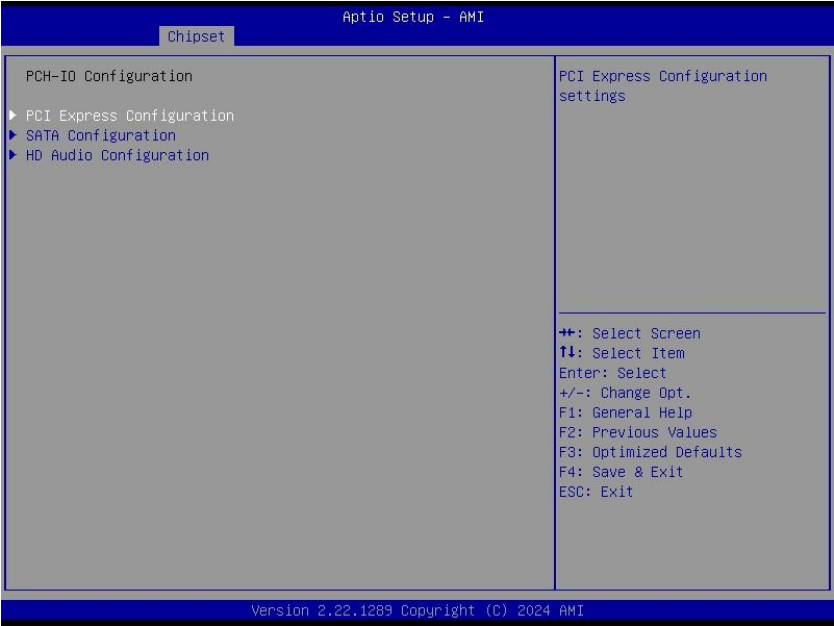 Aptio Setup - AMI
Chipset
PCH-IO Configuration
PCI Express Configuration
SATA Configuration
HD Audio Configuration
PCI Express Configuration
settings
→←: Select Screen
↑↓: Select Item
Enter: Select
+/-: Change Opt.
F1: General Help
F2: Previous Values
F3: Optimized Defaults
F4: Save & Exit
ESC: Exit
Version 2.22.1289 Copyright (C) 2024 AMI